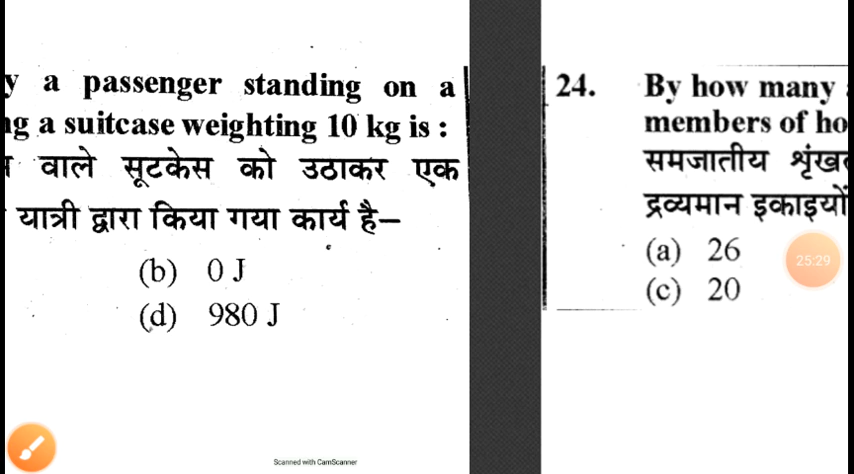 a passenger standing on a
a suitcase weighting 10 kg is :
वाले सूटकेस को उठाकर एक
यात्री द्वारा किया गया कार्य है–
(b) 0 J
(d) 980 J
Scanned with CamScanner
24. By how many
members of
समजातीय
द्रव्यमान इकाइयों
(a) 26
(c) 20
25:29